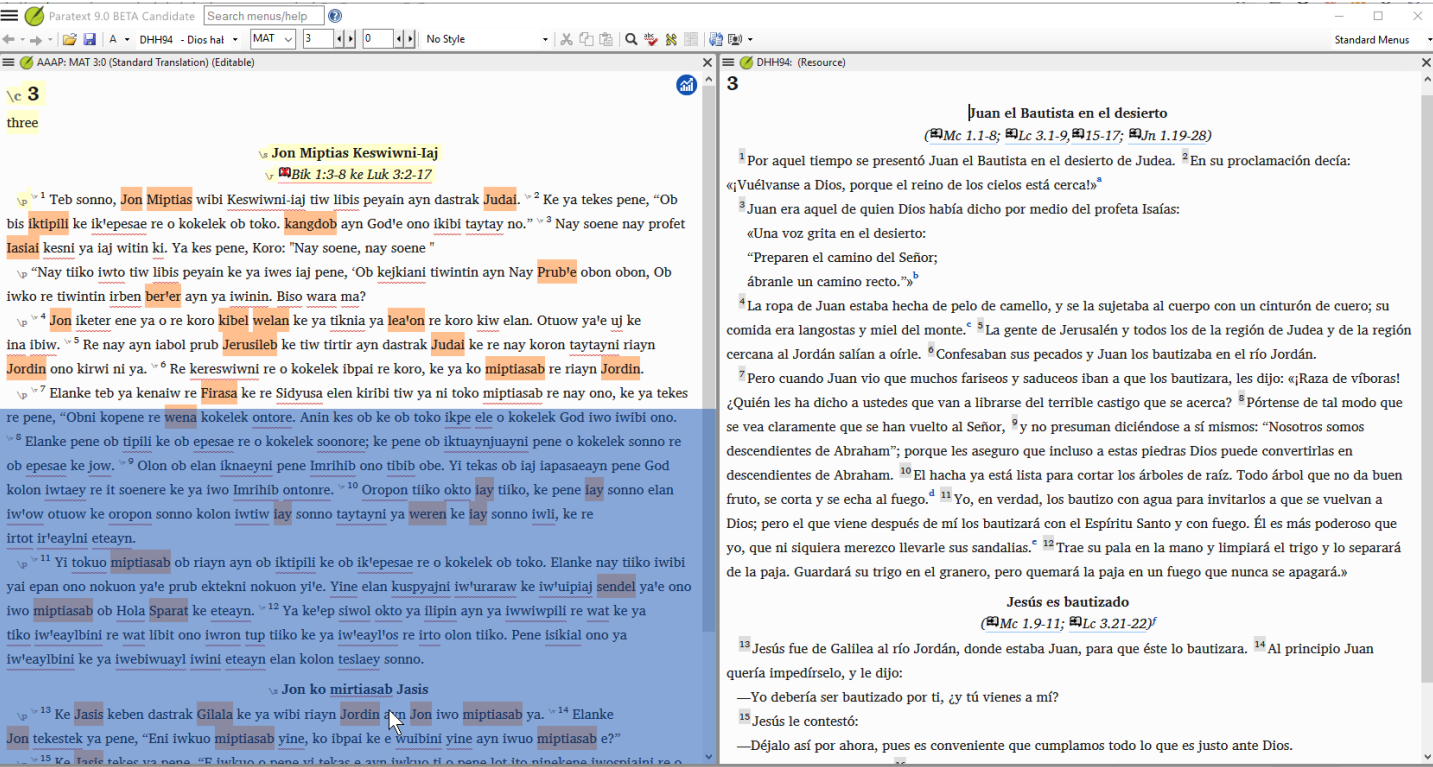 Paratext 9.0 BETA Candidate Search menus/help
A DHH94 - Dios hal MAT 3 0 No Style Standard Menus
AAAP: MAT 3:0 (Standard Translation) (Editable)
\c 3
three
\s Jon Miptias Keswiwni-Iaj
\r Bik 1:3-8 ke Luk 3:2-17
\p \v 1 Teb sonno, Jon Miptias wibi Keswiwni-iaj tiw libis peyain ayn dastrak Judai. \v 2 Ke ya tekes pene, “Ob
bis iktipili ke ik'epesae re o kokelek ob toko. kangdob ayn God'e ono ikibi taytay no.” \v 3 Nay soene nay profet
Iasiai kesni ya iaj witin ki. Ya kes pene, Koro: "Nay soene, nay soene "
\p “Nay tiiko iwto tiw libis peyain ke ya iwes iaj pene, ‘Ob kejkiani tiwintin ayn Nay Prub'e obon obon, Ob
iwko re tiwintin irben ber'er ayn ya iwinin. Biso wara ma?
\p \v 4 Jon iketer ene ya o re koro kibel welan ke ya tiknia ya lea'on re koro kiw elan. Otuow ya'e uj ke
ina ibiw. \v 5 Re nay ayn iabol prub Jerusileb ke tiw tirtir ayn dastrak Judai ke re nay koron taytayni riayn
Jordin ono kirwi ni ya. \v 6 Re kereswiwni re o kokelek ibpai re koro, ke ya ko miptiasab re riayn Jordin.
\p \v 7 Elanke teb ya kenaiw re Firasa ke re Sidyusa elen kiribi tiw ya ni toko miptiasab re nay ono, ke ya tekes
re pene, “Obni kopene re wena kokelek ontore. Anin kes ob ke ob toko ikpe ele o kokelek God iwo iwibi ono.
\v 8 Elanke pene ob tipili ke ob epesae re o kokelek soonore; ke pene ob iktuaynjuayni pene o kokelek sonno re
ob epesae ke jow. \v 9 Olon ob elan iknaeyni pene Imrihib ono tibib obe. Yi tekas ob iaj iapasaeayn pene God
kolon iwtaey re it soenere ke ya iwo Imrihib ontonre. \v 10 Oropon tiiko okto iay tiiko, ke pene iay sonno elan
iw'ow otuow ke oropon sonno kolon iwtiw iay sonno taytayni ya weren ke iay sonno iwli, ke re
irtot ir'eaylni eteayn.
\p \v 11 Yi tokuo miptiasab ob riayn ayn ob iktipili ke ob ik'epesae re o kokelek ob toko. Elanke nay tiiko iwibi
yai epan ono nokuon ya'e prub ektekni nokuon yi'e. Yine elan kuspyajni iw'uraraw ke iw'uipiaj sendel ya'e ono
iwo miptiasab ob Hola Sparat ke eteayn. \v 12 Ya ke'ep siwol okto ya ilipin ayn ya iwwiwpili re wat ke ya
tiko iw'eaylbini re wat libit ono iwron tup tiiko ke ya iw'eayl'os re irto olon tiiko. Pene isikial ono ya
iw'eaylbini ke ya iwebiwuayl iwini eteayn elan kolon teslaey sonno.
\s Jon ko mirtiasab Jasis
\p \v 13 Ke Jasis keben dastrak Gilala ke ya wibi riayn Jordin ayn Jon iwo miptiasab ya. \v 14 Elanke
Jon tekestek ya pene, “Eni iwkuo miptiasab yine, ko ibpai ke e wuibini yine ayn iwuo miptiasab e?”
\p \v 15 Ke Jasis tekes ya pene, “E iwkuo o pene yi tekas e ayn iwkuo ti o pene lot ito ninekene iwospiaini re o
DHH94: (Resource)
3
Juan el Bautista en el desierto
(Mc 1.1-8; Lc 3.1-9, 15-17; Jn 1.19-28)
1 Por aquel tiempo se presentó Juan el Bautista en el desierto de Judea. 2 En su proclamación decía:
«¡Vuélvanse a Dios, porque el reino de los cielos está cerca!» a
3 Juan era aquel de quien Dios había dicho por medio del profeta Isaías:
«Una voz grita en el desierto:
“Preparen el camino del Señor;
ábranle un camino recto.”» b
4 La ropa de Juan estaba hecha de pelo de camello, y se la sujetaba al cuerpo con un cinturón de cuero; su
comida era langostas y miel del monte. c 5 La gente de Jerusalén y todos los de la región de Judea y de la región
cercana al Jordán salían a oírle. 6 Confesaban sus pecados y Juan los bautizaba en el río Jordán.
7 Pero cuando Juan vio que muchos fariseos y saduceos iban a que los bautizara, les dijo: «¡Raza de víboras!
¿Quién les ha dicho a ustedes que van a librarse del terrible castigo que se acerca? 8 Pórtense de tal modo que
se vea claramente que se han vuelto al Señor, 9 y no presuman diciéndose a sí mismos: “Nosotros somos
descendientes de Abraham”; porque les aseguro que incluso a estas piedras Dios puede convertirlas en
descendientes de Abraham. 10 El hacha ya está lista para cortar los árboles de raíz. Todo árbol que no da buen
fruto, se corta y se echa al fuego. d 11 Yo, en verdad, los bautizo con agua para invitarlos a que se vuelvan a
Dios; pero el que viene después de mí los bautizará con el Espíritu Santo y con fuego. Él es más poderoso que
yo, que ni siquiera merezco llevarle sus sandalias. e 12 Trae su pala en la mano y limpiará el trigo y lo separará
de la paja. Guardará su trigo en el granero, pero quemará la paja en un fuego que nunca se apagará.»
Jesús es bautizado
(Mc 1.9-11; Lc 3.21-22) f
13 Jesús fue de Galilea al río Jordán, donde estaba Juan, para que éste lo bautizara. 14 Al principio Juan
quería impedírselo, y le dijo:
—Yo debería ser bautizado por ti, ¿y tú vienes a mí?
15 Jesús le contestó:
—Déjalo así por ahora, pues es conveniente que cumplamos todo lo que es justo ante Dios.